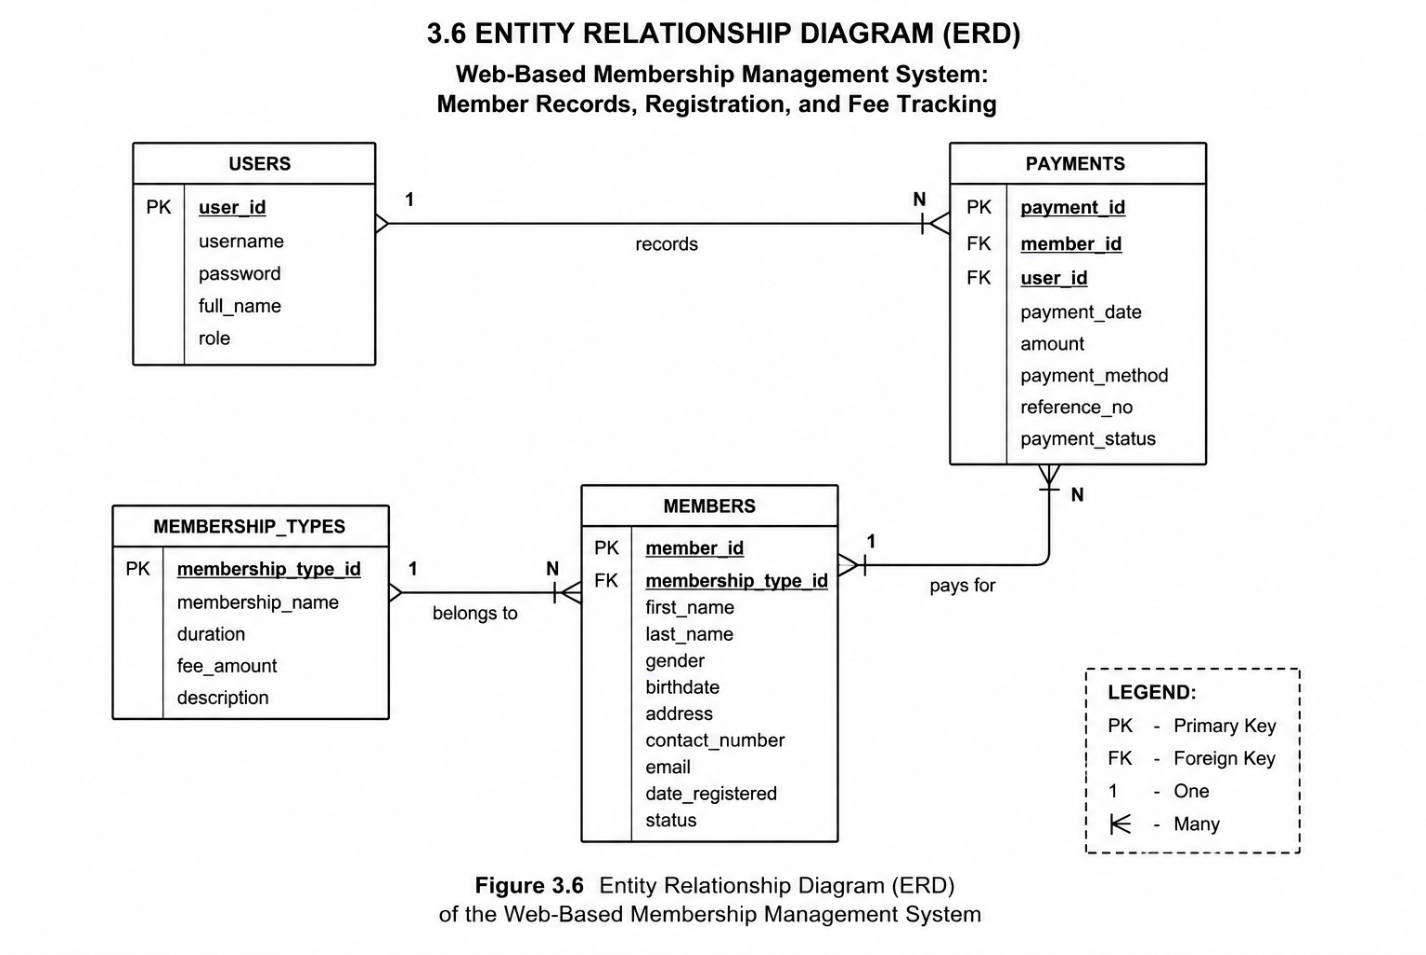 3.6 ENTITY RELATIONSHIP DIAGRAM (ERD)
Web-Based Membership Management System:
Member Records, Registration, and Fee Tracking
USERS
PK user_id
username
password
full_name
role
1
N
records
PAYMENTS
PK payment_id
FK member_id
FK user_id
payment_date
amount
payment_method
reference_no
payment_status
N
MEMBERSHIP_TYPES
PK membership_type_id
membership_name
duration
fee_amount
description
1
N
belongs to
MEMBERS
PK member_id
FK membership_type_id
first_name
last_name
gender
birthdate
address
contact_number
email
date_registered
status
1
pays for
LEGEND:
PK - Primary Key
FK - Foreign Key
1 - One
- Many
Figure 3.6 Entity Relationship Diagram (ERD)
of the Web-Based Membership Management System